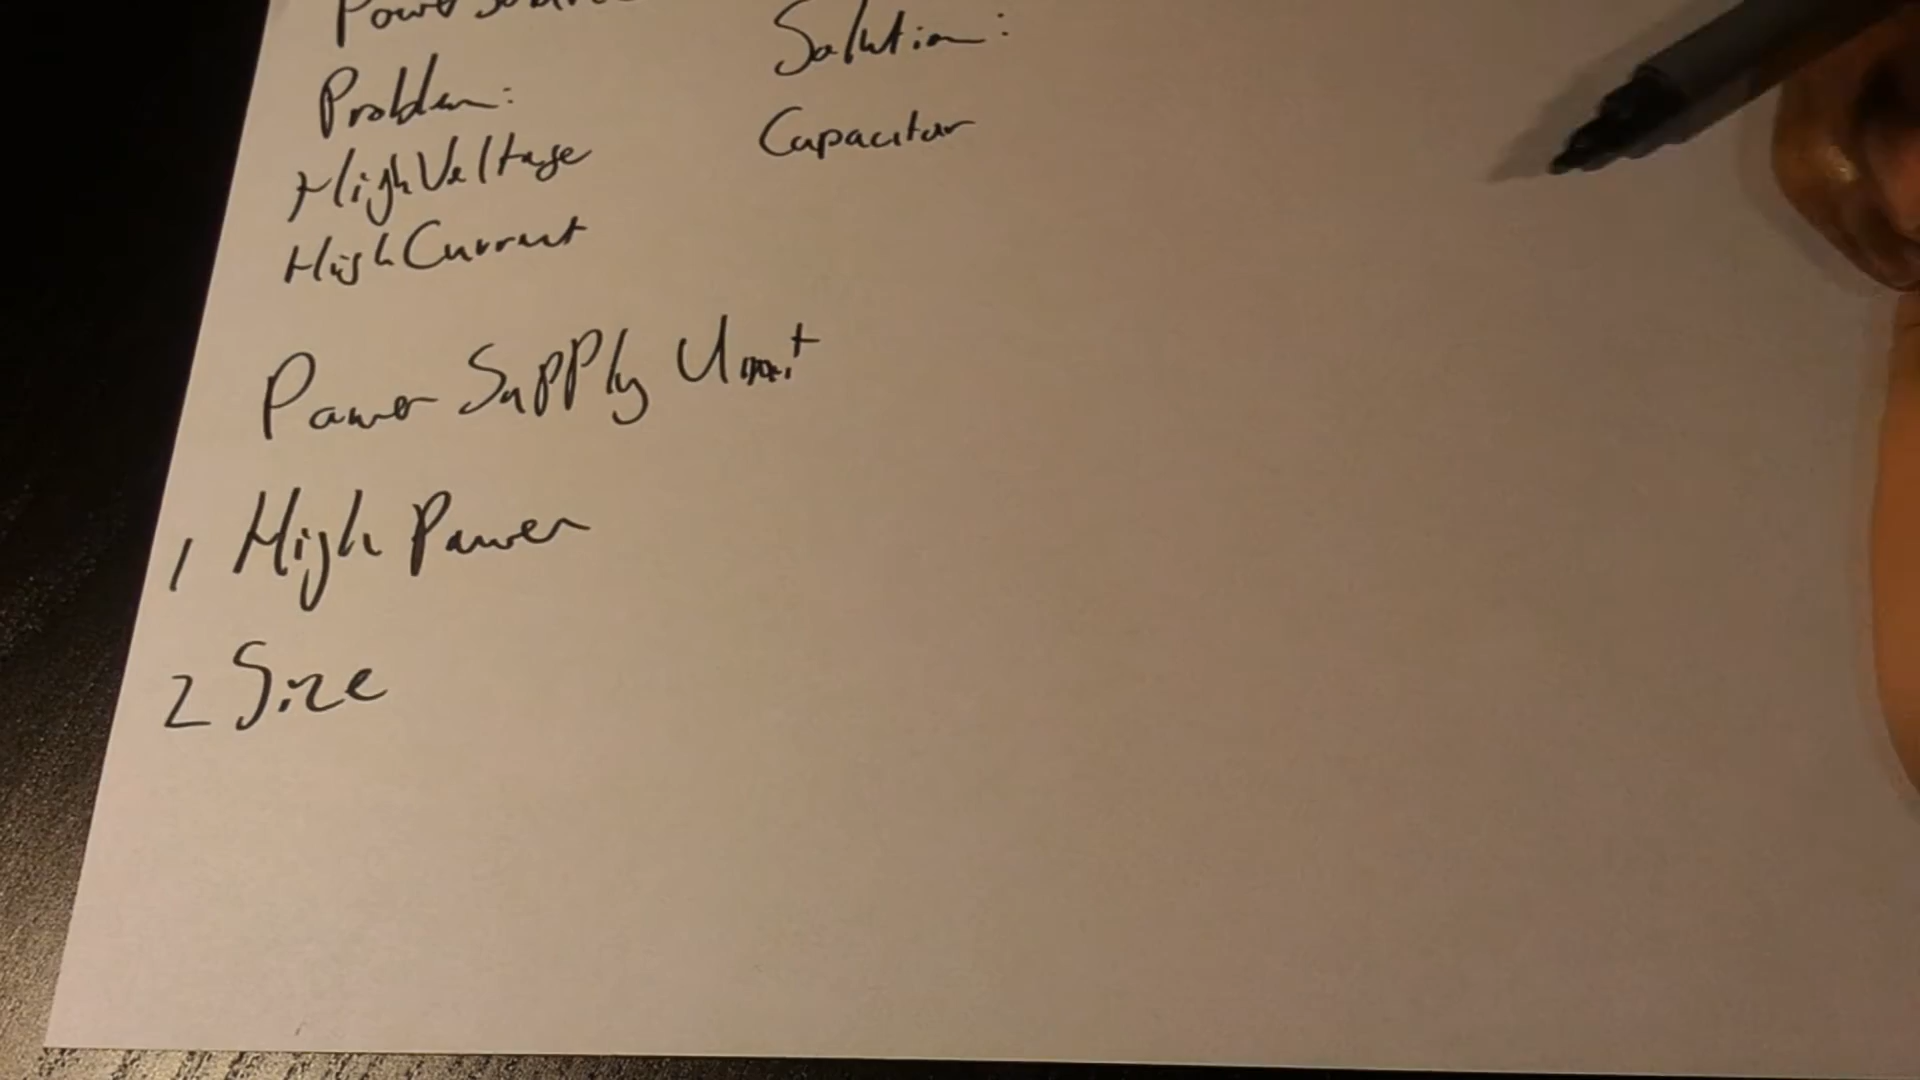 Problem:
High Voltage
High Current
Solution:
Capacitor
Power Supply Unit
1 High Power
2 Size